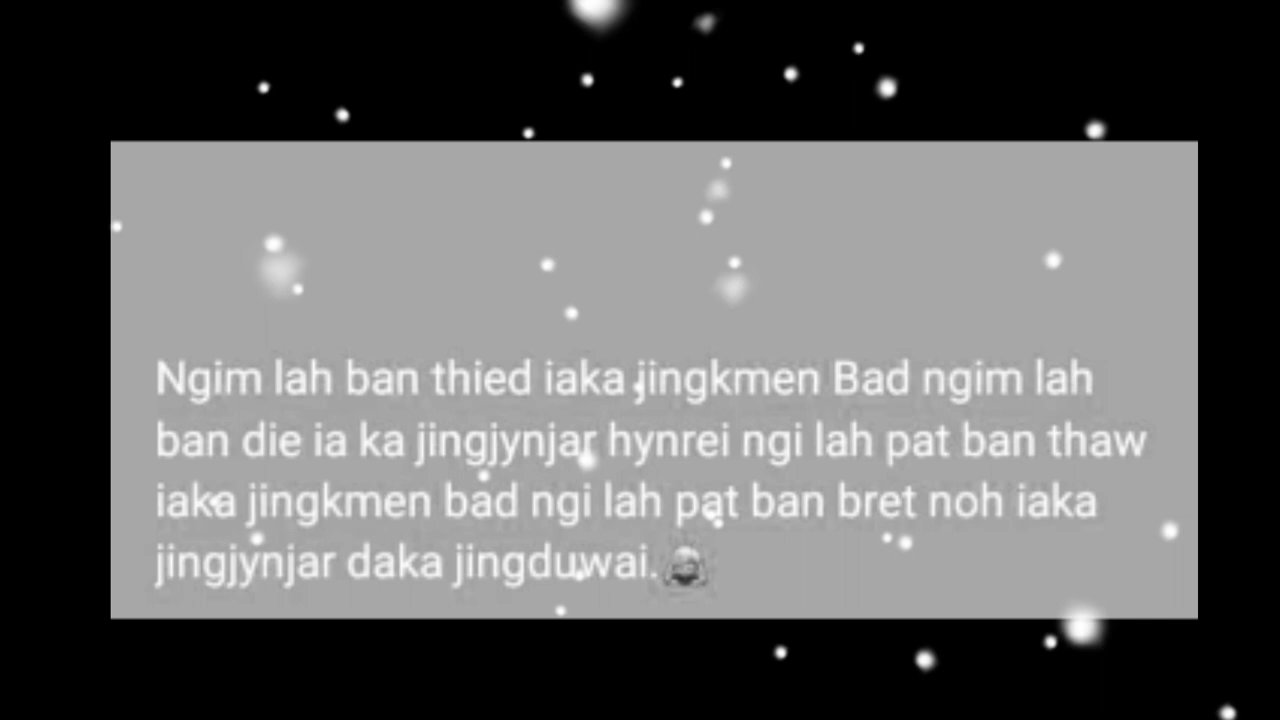 Ngim lah ban thied iaka jingkmen Bad ngim lah
ban die ia ka jingjynjar hynrei ngi lah pat ban thaw
iaka jingkmen bad ngi lah pat ban bret noh iaka
jingjynjar daka jingduwai.